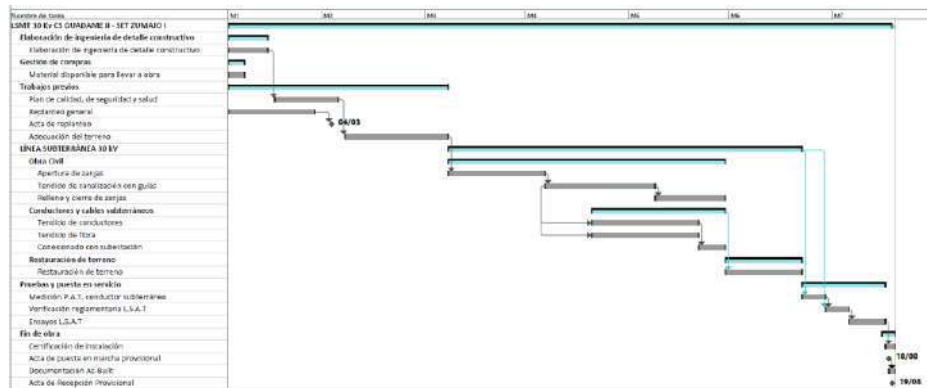 Nombre de tarea M1 M2 M3 M4 M5 M6 M7
LSMT 30 Kv CS GUADAME II - SET ZUMAJO I
Elaboración de ingeniería de detalle constructivo
Elaboración de ingeniería de detalle constructivo
Gestión de compras
Material disponible para llevar a obra
Trabajos previos
Plan de calidad, de seguridad y salud
Replanteo general
Acta de replanteo 04/03
Adecuación del terreno
LÍNEA SUBTERRÁNEA 30 kV
Obra Civil
Apertura de zanjas
Tendido de canalización con guías
Relleno y cierre de zanjas
Conductores y cables subterráneos
Tendido de conductores
Tendido de fibra
Conexionado con subestación
Restauración de terreno
Restauración de terreno
Pruebas y puesta en servicio
Medición P.A.T. conductor subterráneo
Verificación reglamentaria L.S.A.T
Ensayos L.S.A.T
Fin de obra
Certificación de instalación
Acta de puesta en marcha provisional
Documentación As-Built
Acta de Recepción Provisional